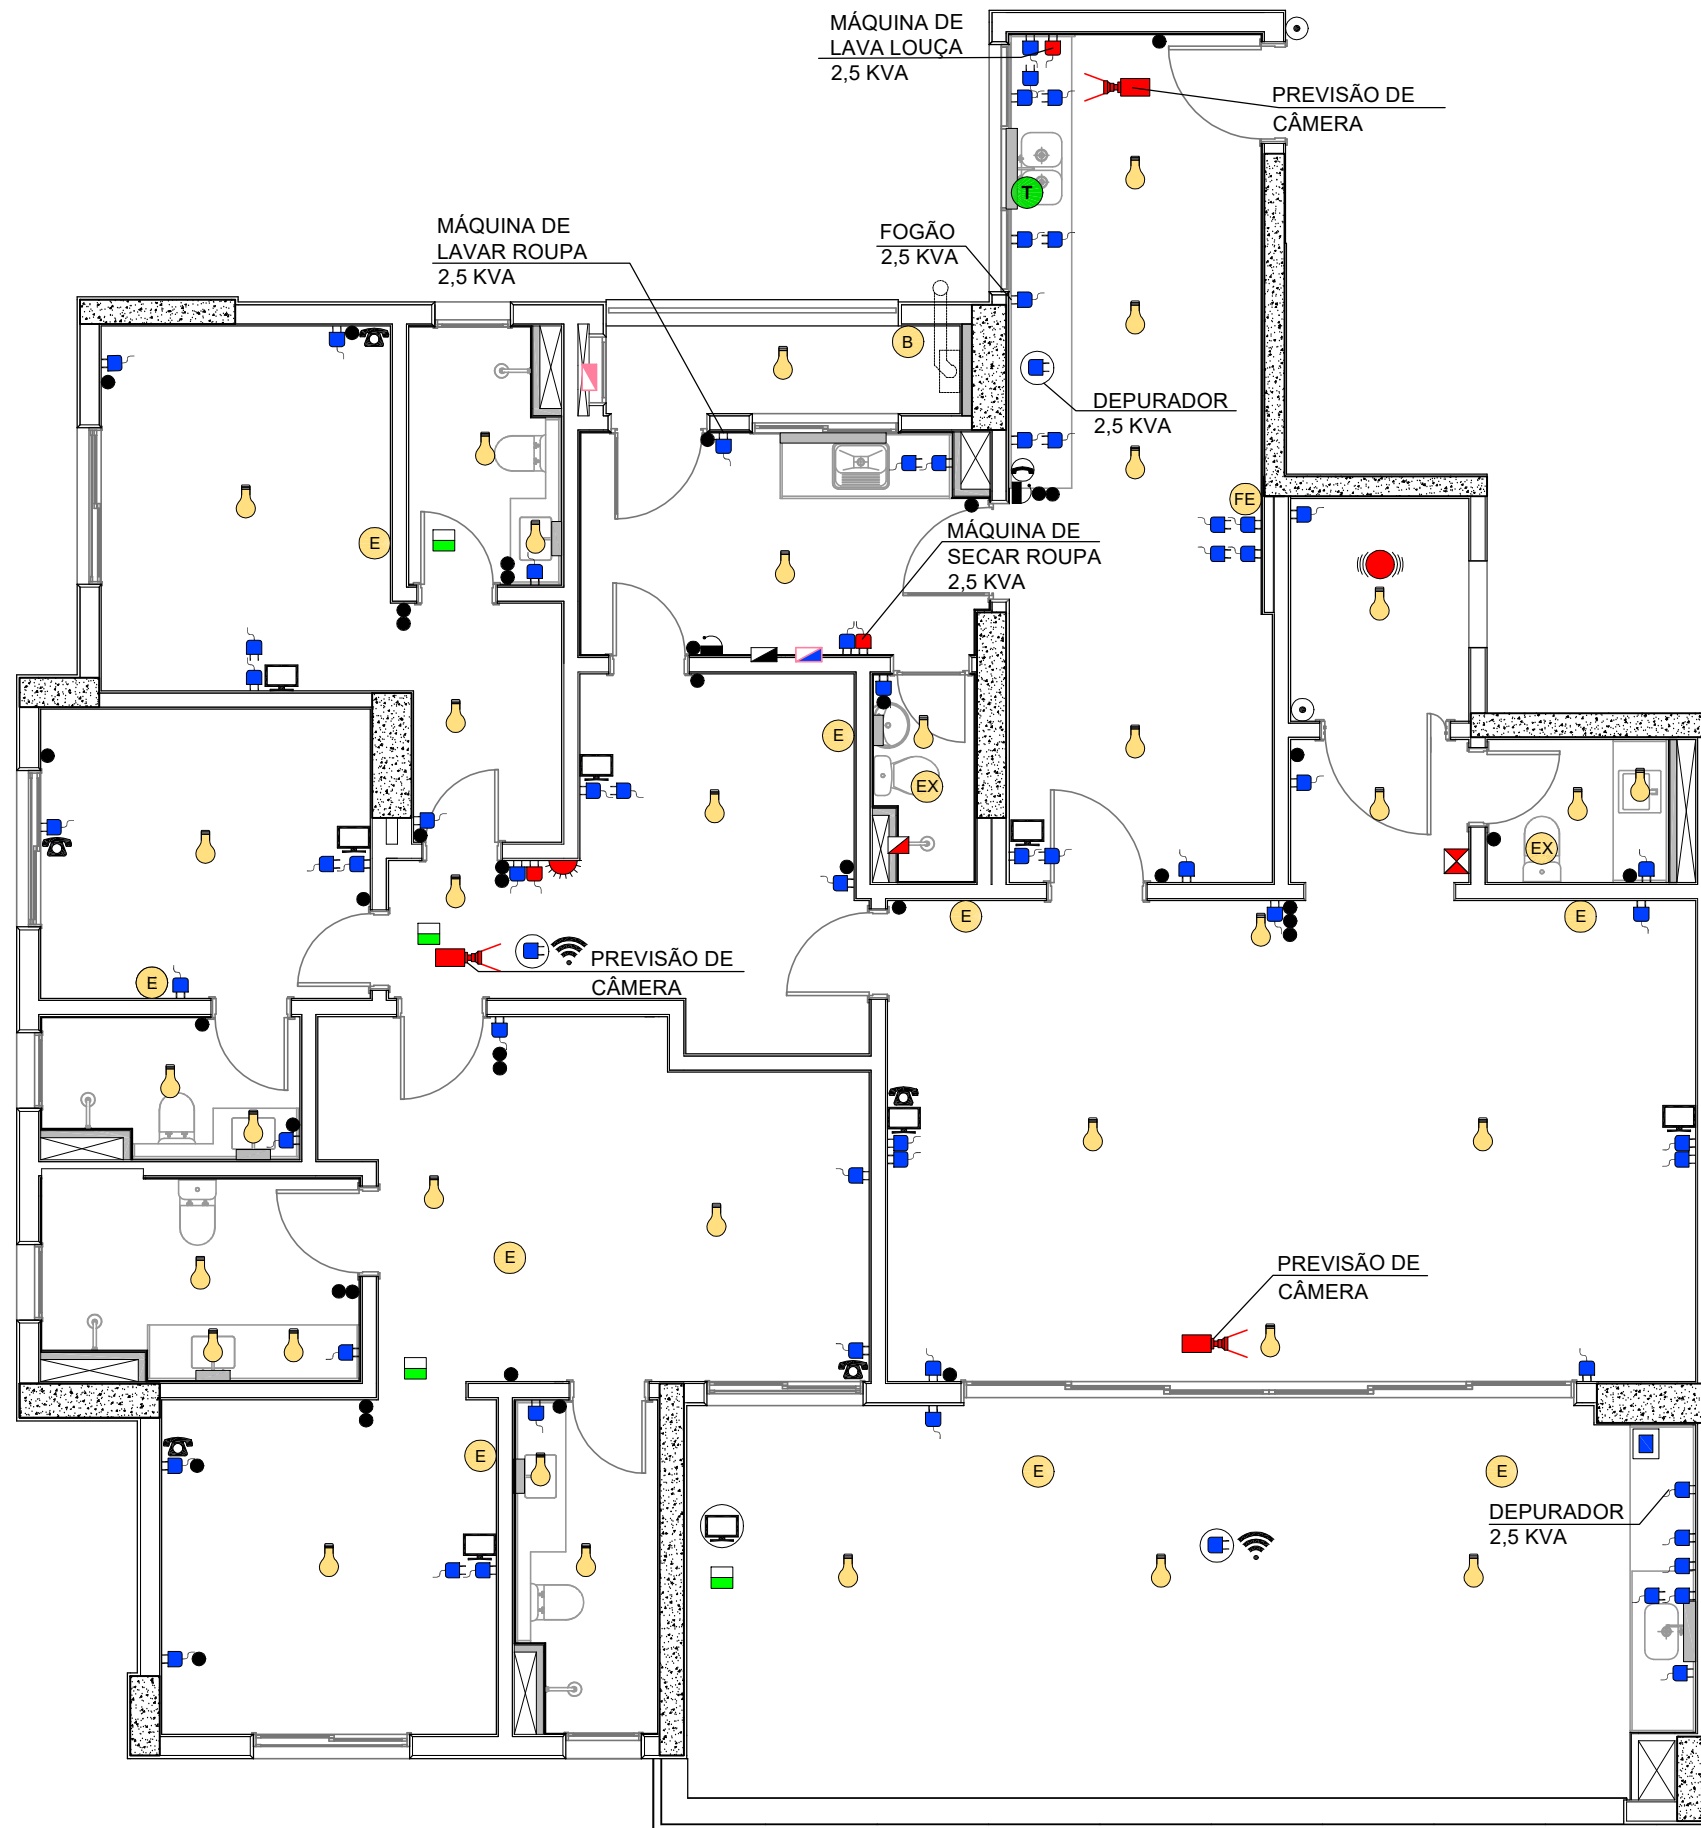 MÁQUINA DE
LAVA LOUÇA
2,5 KVA
PREVISÃO DE
CÂMERA
T
MÁQUINA DE
LAVAR ROUPA
2,5 KVA
FOGÃO
2,5 KVA
B
DEPURADOR
2,5 KVA
FE
E
MÁQUINA DE
SECAR ROUPA
2,5 KVA
E
EX
EX
E
E
E
PREVISÃO DE
CÂMERA
E
PREVISÃO DE
CÂMERA
E
E
E
E
DEPURADOR
2,5 KVA